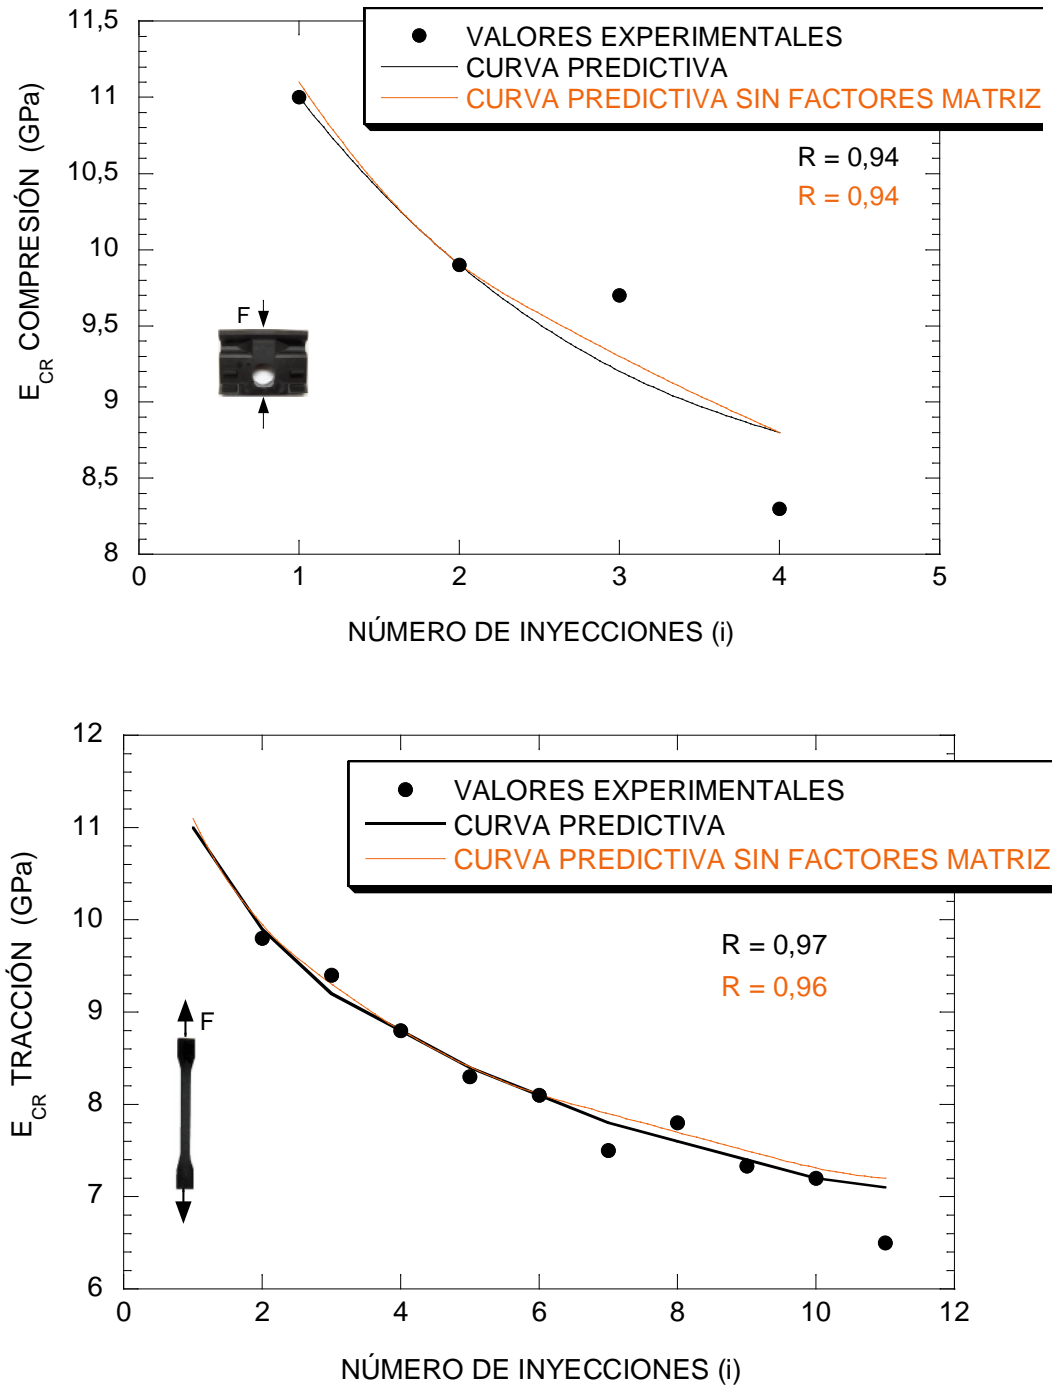 11,5
11
10,5
10
9,5
9
8,5
8
0
1
2
3
4
5
E_CR COMPRESIÓN (GPa)
NÚMERO DE INYECCIONES (i)
VALORES EXPERIMENTALES
CURVA PREDICTIVA
CURVA PREDICTIVA SIN FACTORES MATRIZ
R = 0,94
R = 0,94
F
12
11
10
9
8
7
6
0
2
4
6
8
10
12
E_CR TRACCIÓN (GPa)
NÚMERO DE INYECCIONES (i)
VALORES EXPERIMENTALES
CURVA PREDICTIVA
CURVA PREDICTIVA SIN FACTORES MATRIZ
R = 0,97
R = 0,96
F